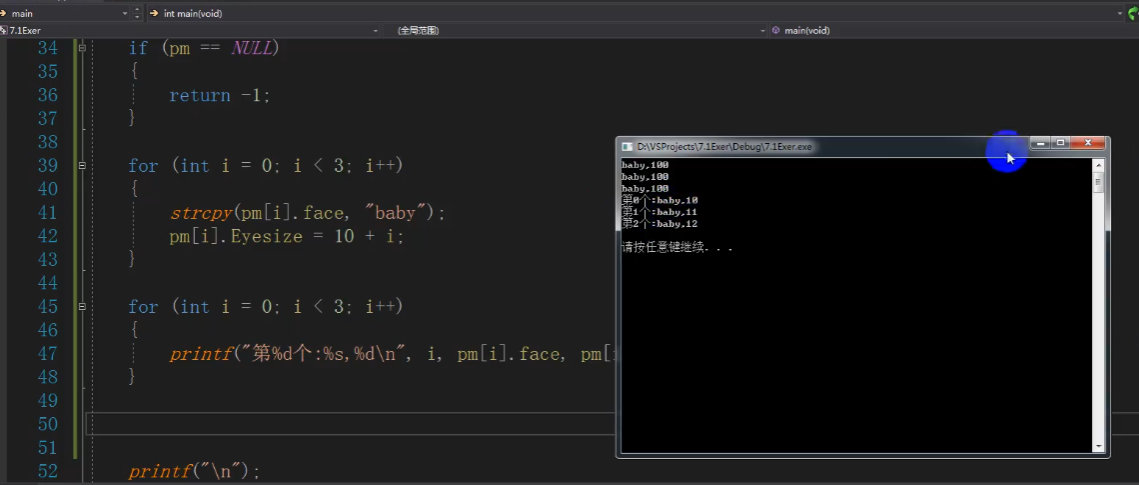 main
int main(void)
7.1Exer
(全局范围)
main(void)
34 if (pm == NULL)
35 {
36 return -1;
37 }
38
39 for (int i = 0; i < 3; i++)
40 {
41 strcpy(pm[i].face, "baby");
42 pm[i].Eyesize = 10 + i;
43 }
44
45 for (int i = 0; i < 3; i++)
46 {
47 printf("第%d个:%s,%d\n", i, pm[i].face, pm[i
48 }
49
50
51
52 printf("\n");
D:\VSProjects\7.1Exer\Debug\7.1Exer.exe
baby,100
baby,100
baby,100
第0个:baby,10
第1个:baby,11
第2个:baby,12
请按任意键继续. . .